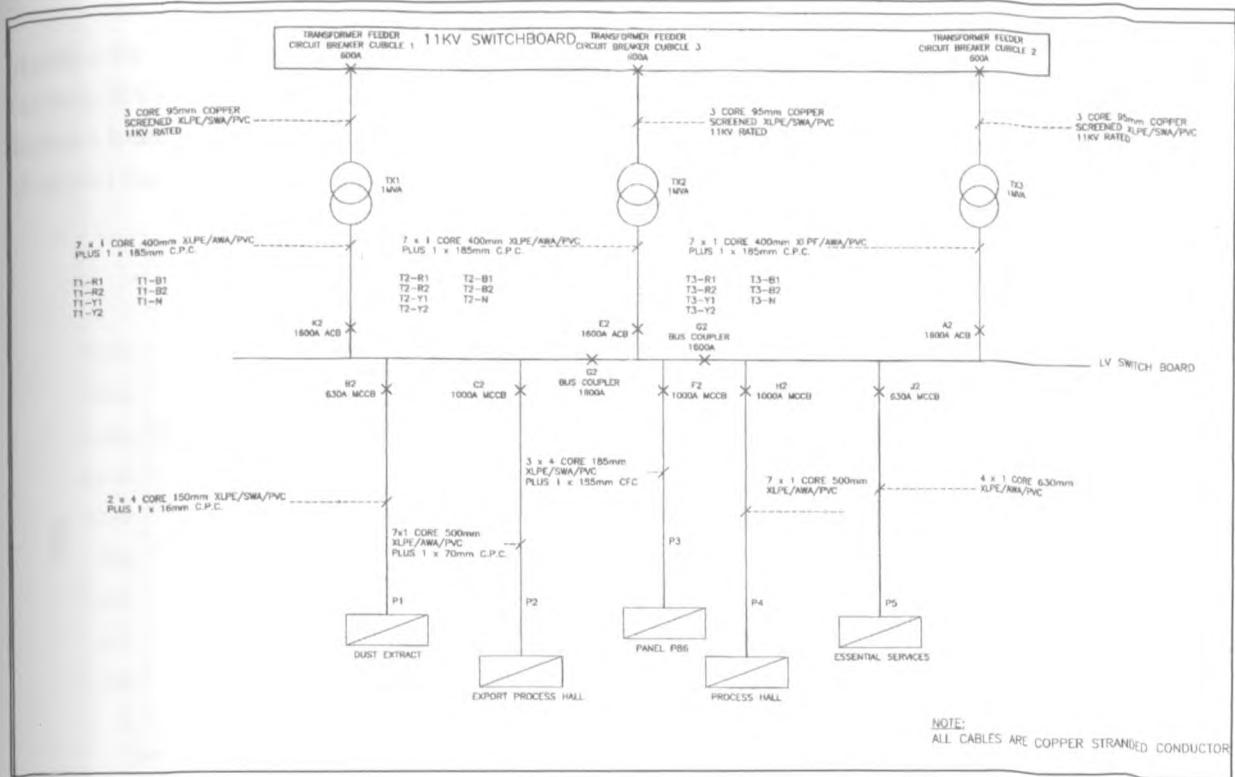 11KV SWITCHBOARD
TRANSFORMER FEEDER
CIRCUIT BREAKER CUBICLE 1
600A
TRANSFORMER FEEDER
CIRCUIT BREAKER CUBICLE 3
600A
TRANSFORMER FEEDER
CIRCUIT BREAKER CUBICLE 2
600A
3 CORE 95mm COPPER
SCREENED XLPE/SWA/PVC
11KV RATED
3 CORE 95mm COPPER
SCREENED XLPE/SWA/PVC
11KV RATED
3 CORE 95mm COPPER
SCREENED XLPE/SWA/PVC
11KV RATED
TX1
1MVA
TX2
1MVA
TX3
1MVA
7 x 1 CORE 400mm XLPE/AWA/PVC
PLUS 1 x 185mm C.P.C.
7 x 1 CORE 400mm XLPE/AWA/PVC
PLUS 1 x 185mm C.P.C.
7 x 1 CORE 400mm XLPE/AWA/PVC
PLUS 1 x 185mm C.P.C.
T1-R1 T1-B1
T1-R2 T1-B2
T1-Y1 T1-N
T1-Y2
T2-R1 T2-B1
T2-R2 T2-B2
T2-Y1 T2-N
T2-Y2
T3-R1 T3-B1
T3-R2 T3-B2
T3-Y1 T3-N
T3-Y2
K2
1600A ACB
E2
1600A ACB
G2
BUS COUPLER
1600A
A2
1600A ACB
LV SWITCH BOARD
B2
630A MCCB
C2
1000A MCCB
G2
BUS COUPLER
1600A
F2
1000A MCCB
H2
1000A MCCB
J2
630A MCCB
3 x 4 CORE 185mm
XLPE/SWA/PVC
PLUS 1 x 155mm CFC
7 x 1 CORE 500mm
XLPE/AWA/PVC
4 x 1 CORE 630mm
XLPE/AWA/PVC
2 x 4 CORE 150mm XLPE/SWA/PVC
PLUS 1 x 16mm C.P.C.
7x1 CORE 500mm
XLPE/AWA/PVC
PLUS 1 x 70mm C.P.C.
P1
P2
P3
P4
P5
DUST EXTRACT
EXPORT PROCESS HALL
PANEL PB6
PROCESS HALL
ESSENTIAL SERVICES
NOTE:
ALL CABLES ARE COPPER STRANDED CONDUCTOR